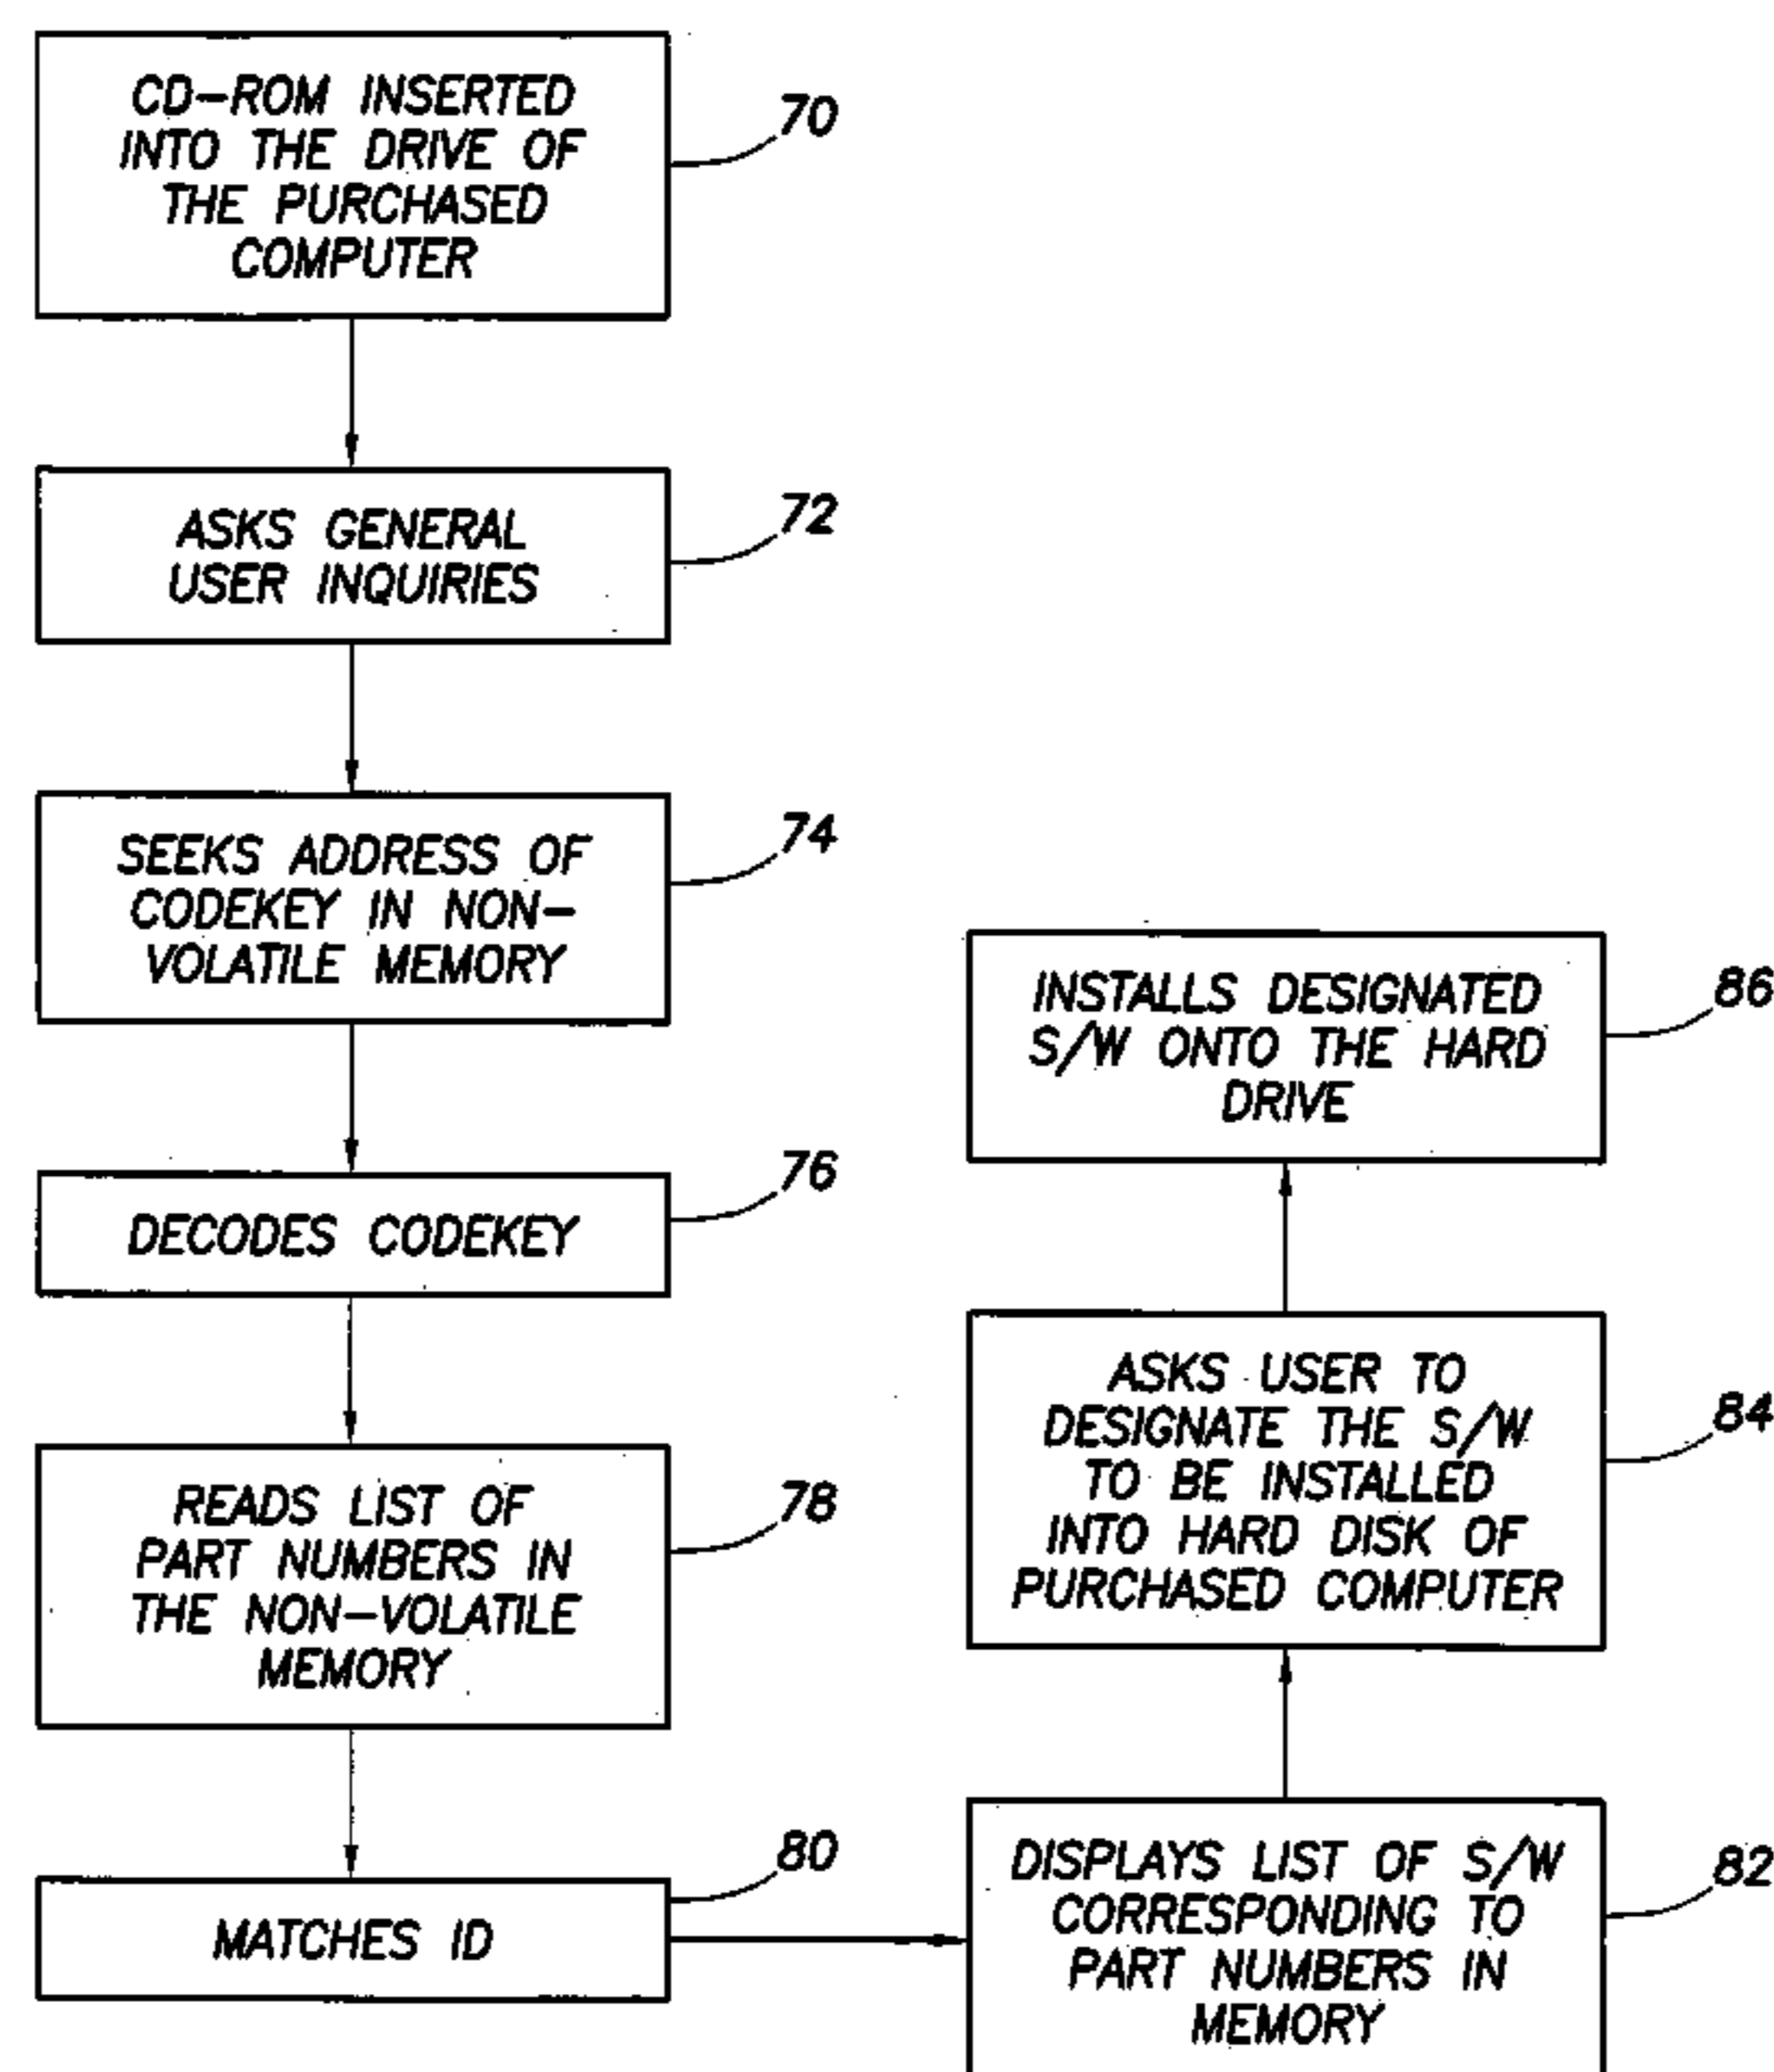 CD-ROM INSERTED
INTO THE DRIVE OF
THE PURCHASED
COMPUTER
70
ASKS GENERAL
USER INQUIRIES
72
SEEKS ADDRESS OF
CODEKEY IN NON-
VOLATILE MEMORY
74
DECODES CODEKEY
76
READS LIST OF
PART NUMBERS IN
THE NON-VOLATILE
MEMORY
78
MATCHES ID
80
DISPLAYS LIST OF S/W
CORRESPONDING TO
PART NUMBERS IN
MEMORY
82
ASKS USER TO
DESIGNATE THE S/W
TO BE INSTALLED
INTO HARD DISK OF
PURCHASED COMPUTER
84
INSTALLS DESIGNATED
S/W ONTO THE HARD
DRIVE
86